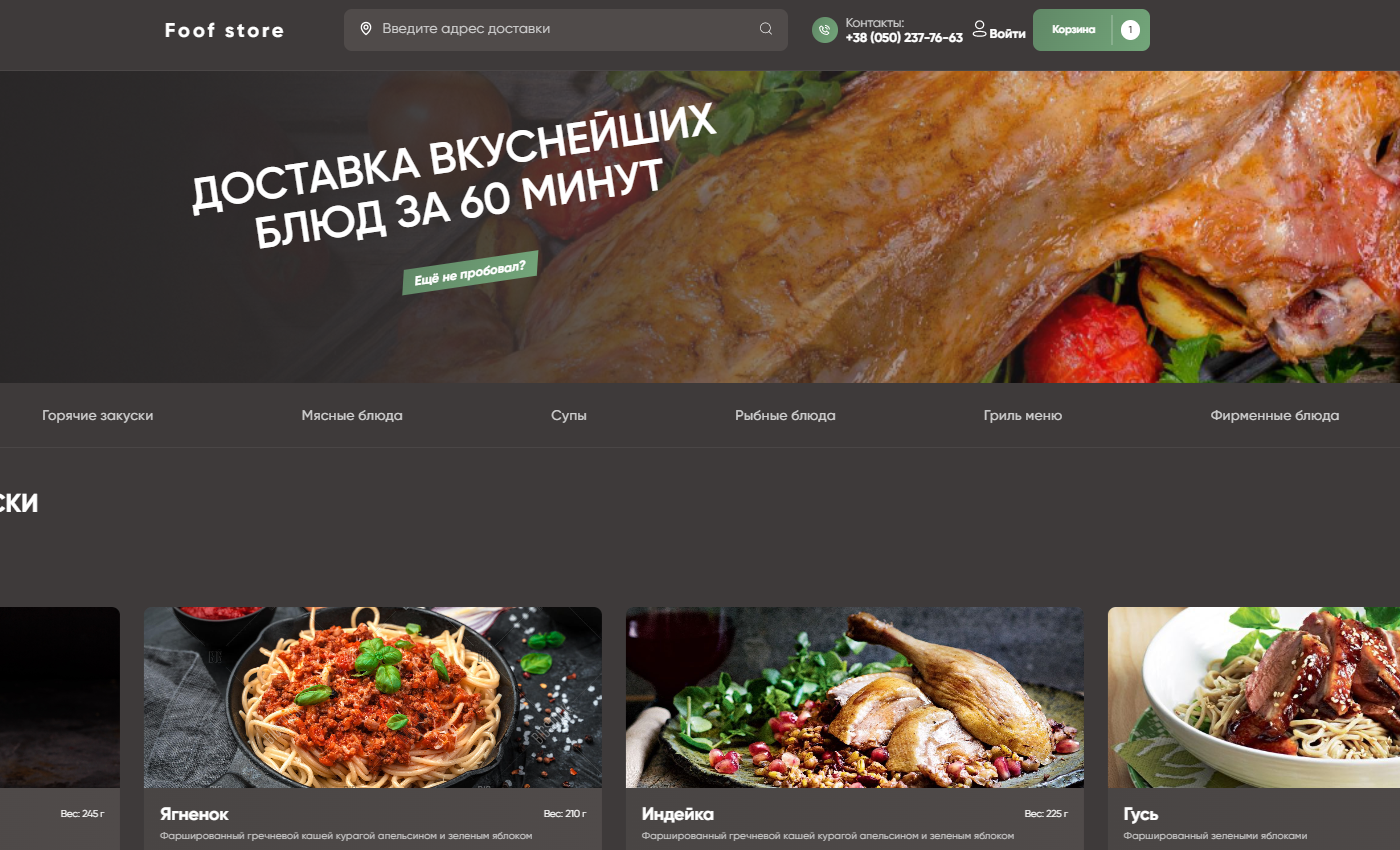 Foof store
Введите адрес доставки
Контакты:
+38 (050) 237-76-63
Войти
Корзина
1
ДОСТАВКА ВКУСНЕЙШИХ
БЛЮД ЗА 60 МИНУТ
Ещё не пробовал?
Горячие закуски
Мясные блюда
Супы
Рыбные блюда
Гриль меню
Фирменные блюда
ски
Вес: 245 г
Ягненок
Вес: 210 г
Фаршированный гречневой кашей курагой апельсином и зеленым яблоком
Индейка
Вес: 225 г
Фаршированный гречневой кашей курагой апельсином и зеленым яблоком
Гусь
Фаршированный зелеными яблоками